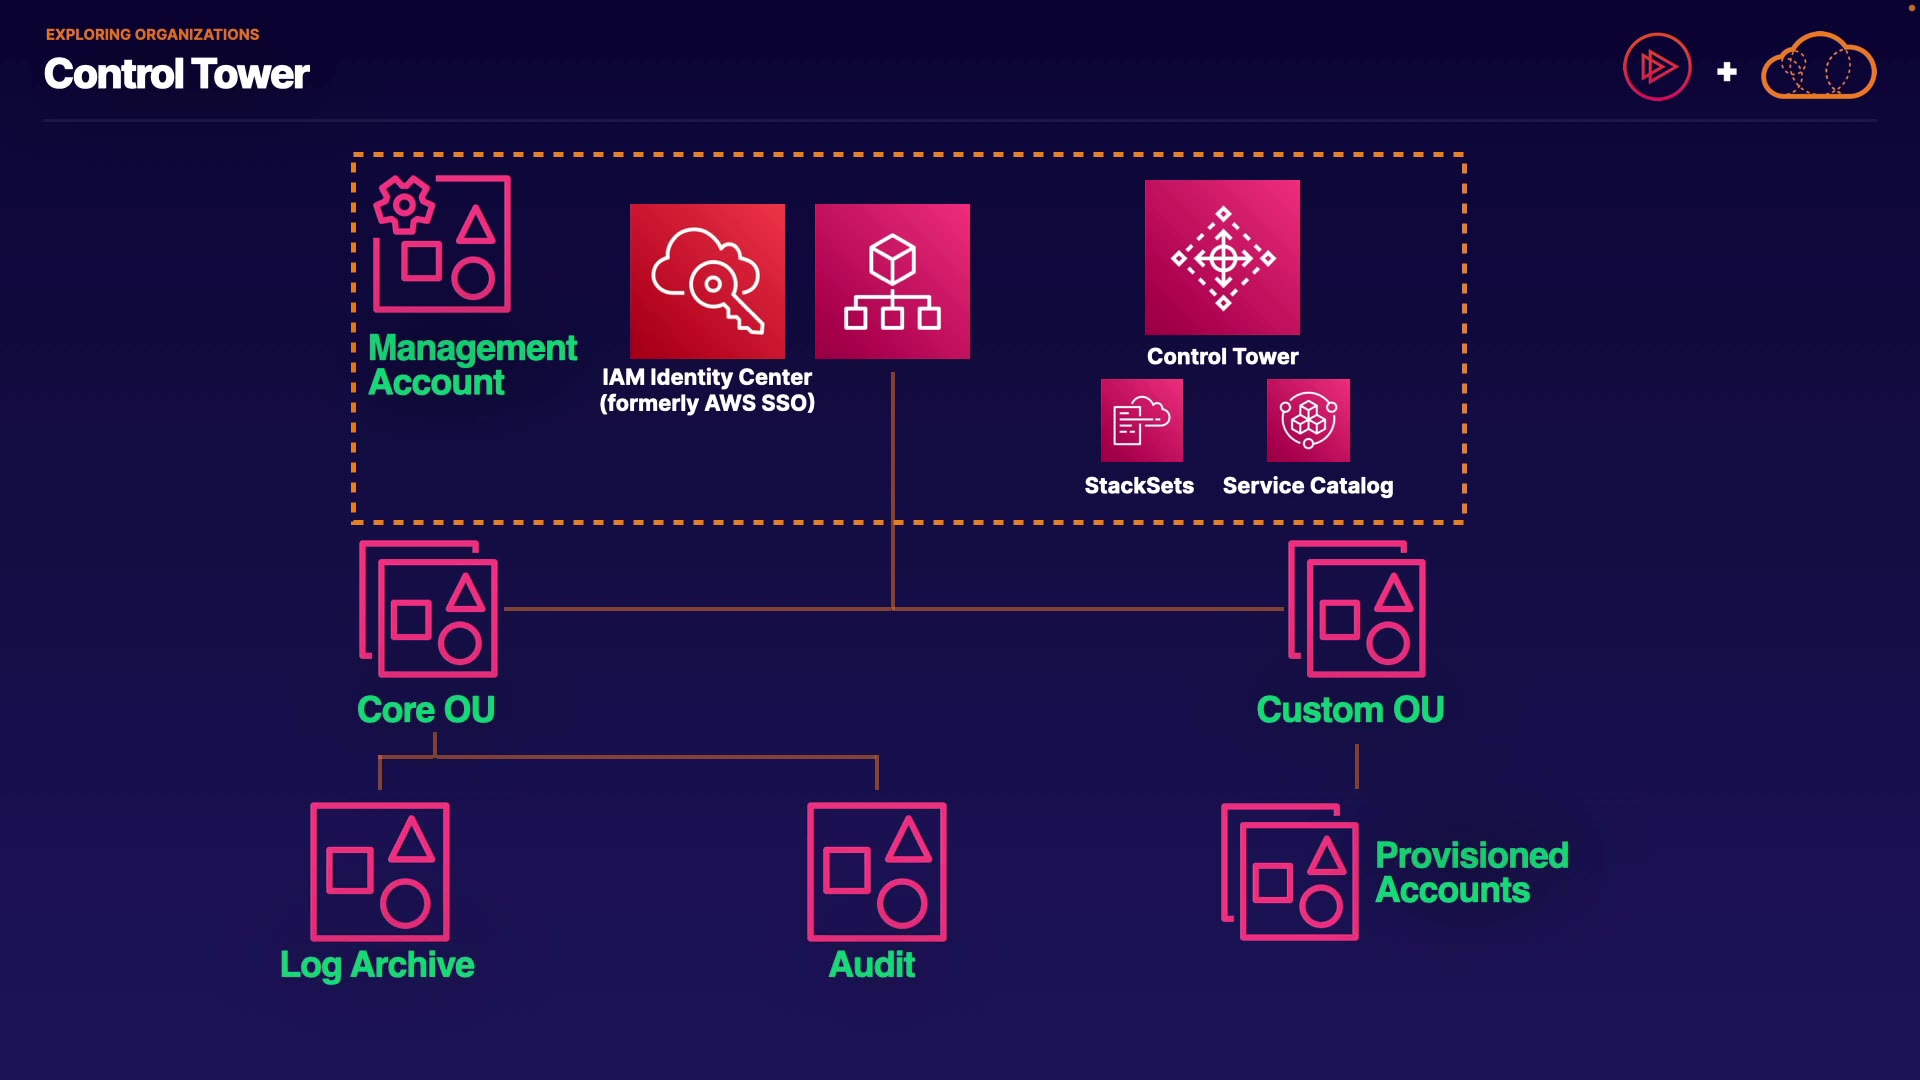 EXPLORING ORGANIZATIONS
Control Tower
Management
Account
IAM Identity Center
(formerly AWS SSO)
Control Tower
StackSets
Service Catalog
Core OU
Custom OU
Log Archive
Audit
Provisioned
Accounts